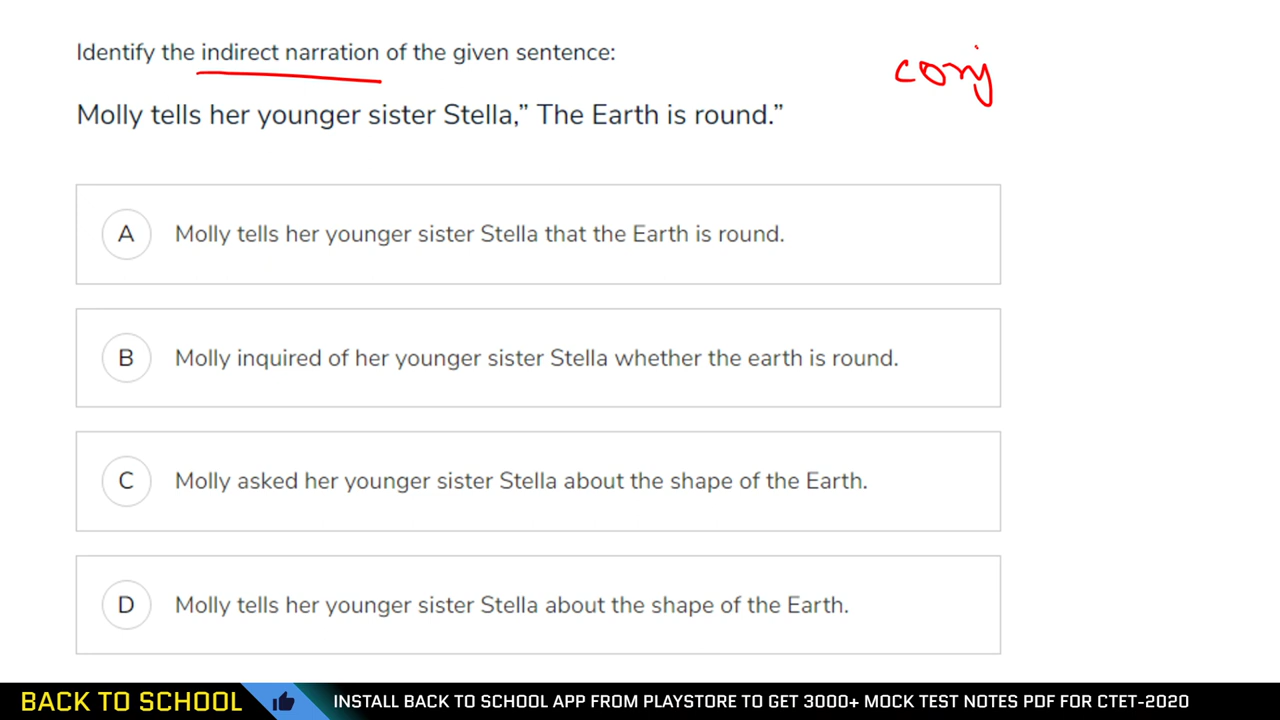 Identify the indirect narration of the given sentence:
conj
Molly tells her younger sister Stella,” The Earth is round.”
A Molly tells her younger sister Stella that the Earth is round.
B Molly inquired of her younger sister Stella whether the earth is round.
C Molly asked her younger sister Stella about the shape of the Earth.
D Molly tells her younger sister Stella about the shape of the Earth.
BACK TO SCHOOL INSTALL BACK TO SCHOOL APP FROM PLAYSTORE TO GET 3000+ MOCK TEST NOTES PDF FOR CTET-2020